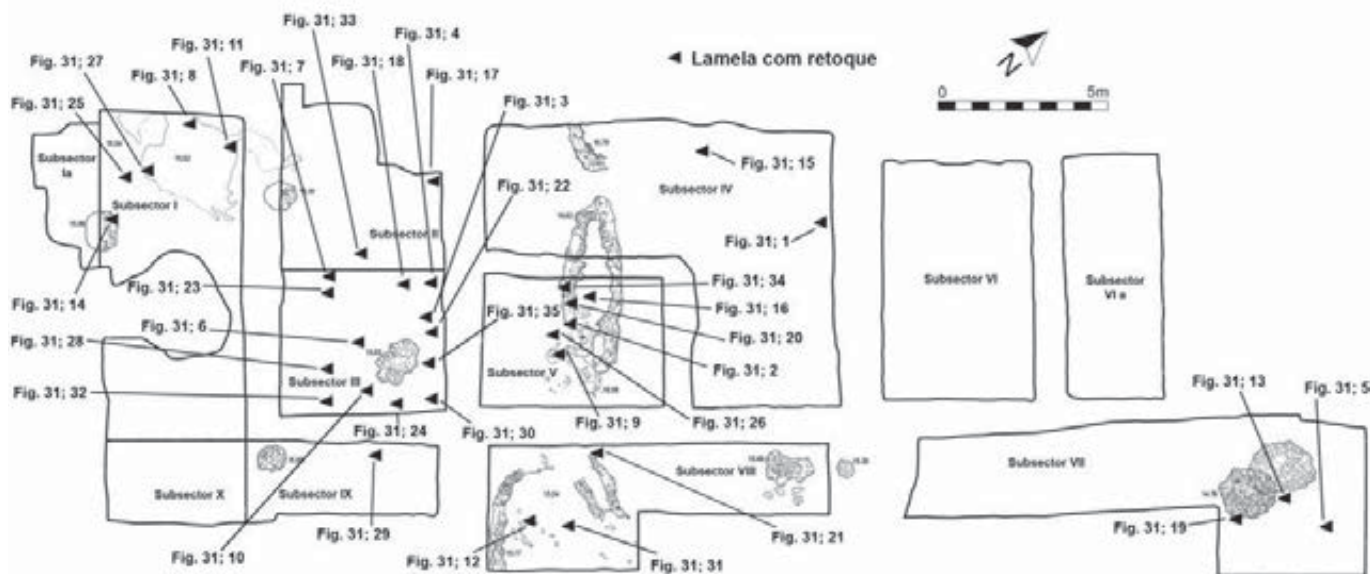 Fig. 31; 33
Fig. 31; 11
Fig. 31; 4
Fig. 31; 27
Fig. 31; 8
Fig. 31; 7
Fig. 31; 18
Fig. 31; 17
Lamela com retoque
N
0 5m
Fig. 31; 25
Fig. 31; 3
Subsector Ia
Subsector I
Fig. 31; 15
Subsector IV
Fig. 31; 22
Subsector II
Fig. 31; 1
Fig. 31; 14
Fig. 31; 23
Fig. 31; 34
Subsector VI
Subsector VI a
Fig. 31; 16
Fig. 31; 6
Fig. 31; 35
Fig. 31; 20
Fig. 31; 28
Subsector III
Subsector V
Fig. 31; 2
Fig. 31; 32
Fig. 31; 13
Fig. 31; 5
Fig. 31; 24
Fig. 31; 30
Fig. 31; 9
Fig. 31; 26
Subsector VII
Subsector VIII
Subsector X
Subsector IX
Fig. 31; 19
Fig. 31; 29
Fig. 31; 21
Fig. 31; 10
Fig. 31; 12
Fig. 31; 31